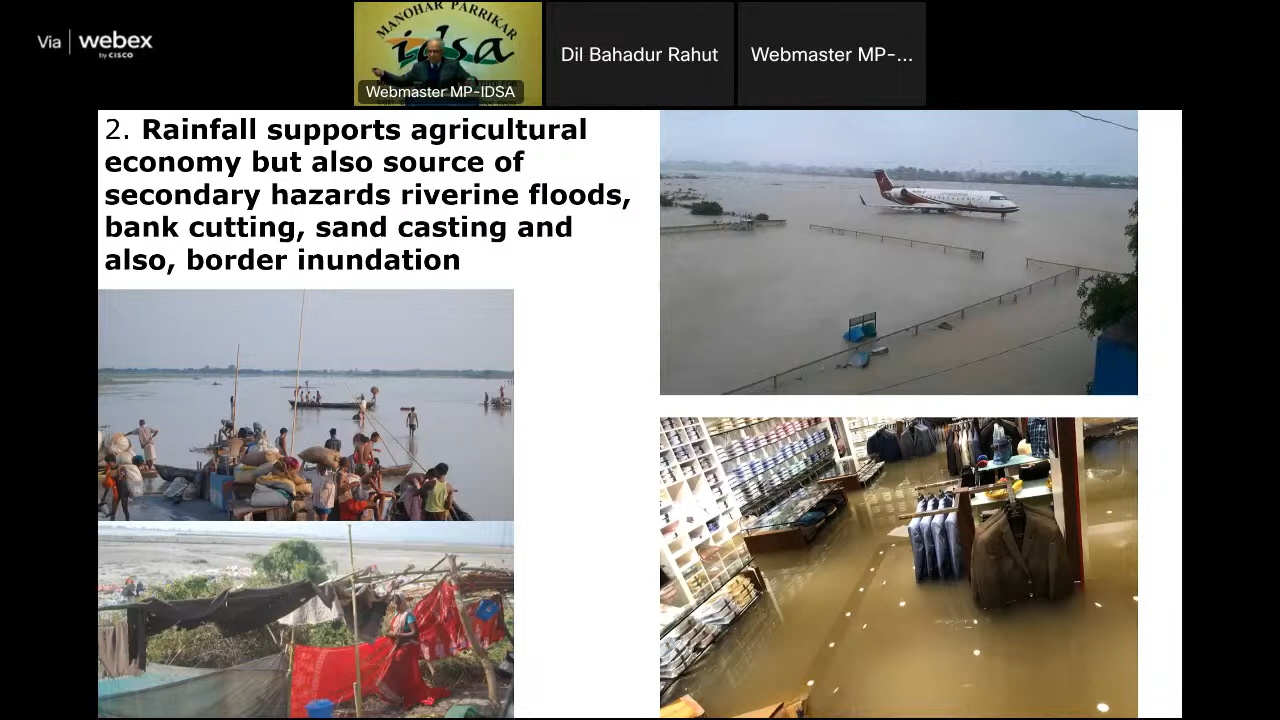 Via webex
by CISCO
MANOHAR PARRIKAR
idsa
Webmaster MP-IDSA
Dil Bahadur Rahut
Webmaster MP-...
2. Rainfall supports agricultural
economy but also source of
secondary hazards riverine floods,
bank cutting, sand casting and
also, border inundation